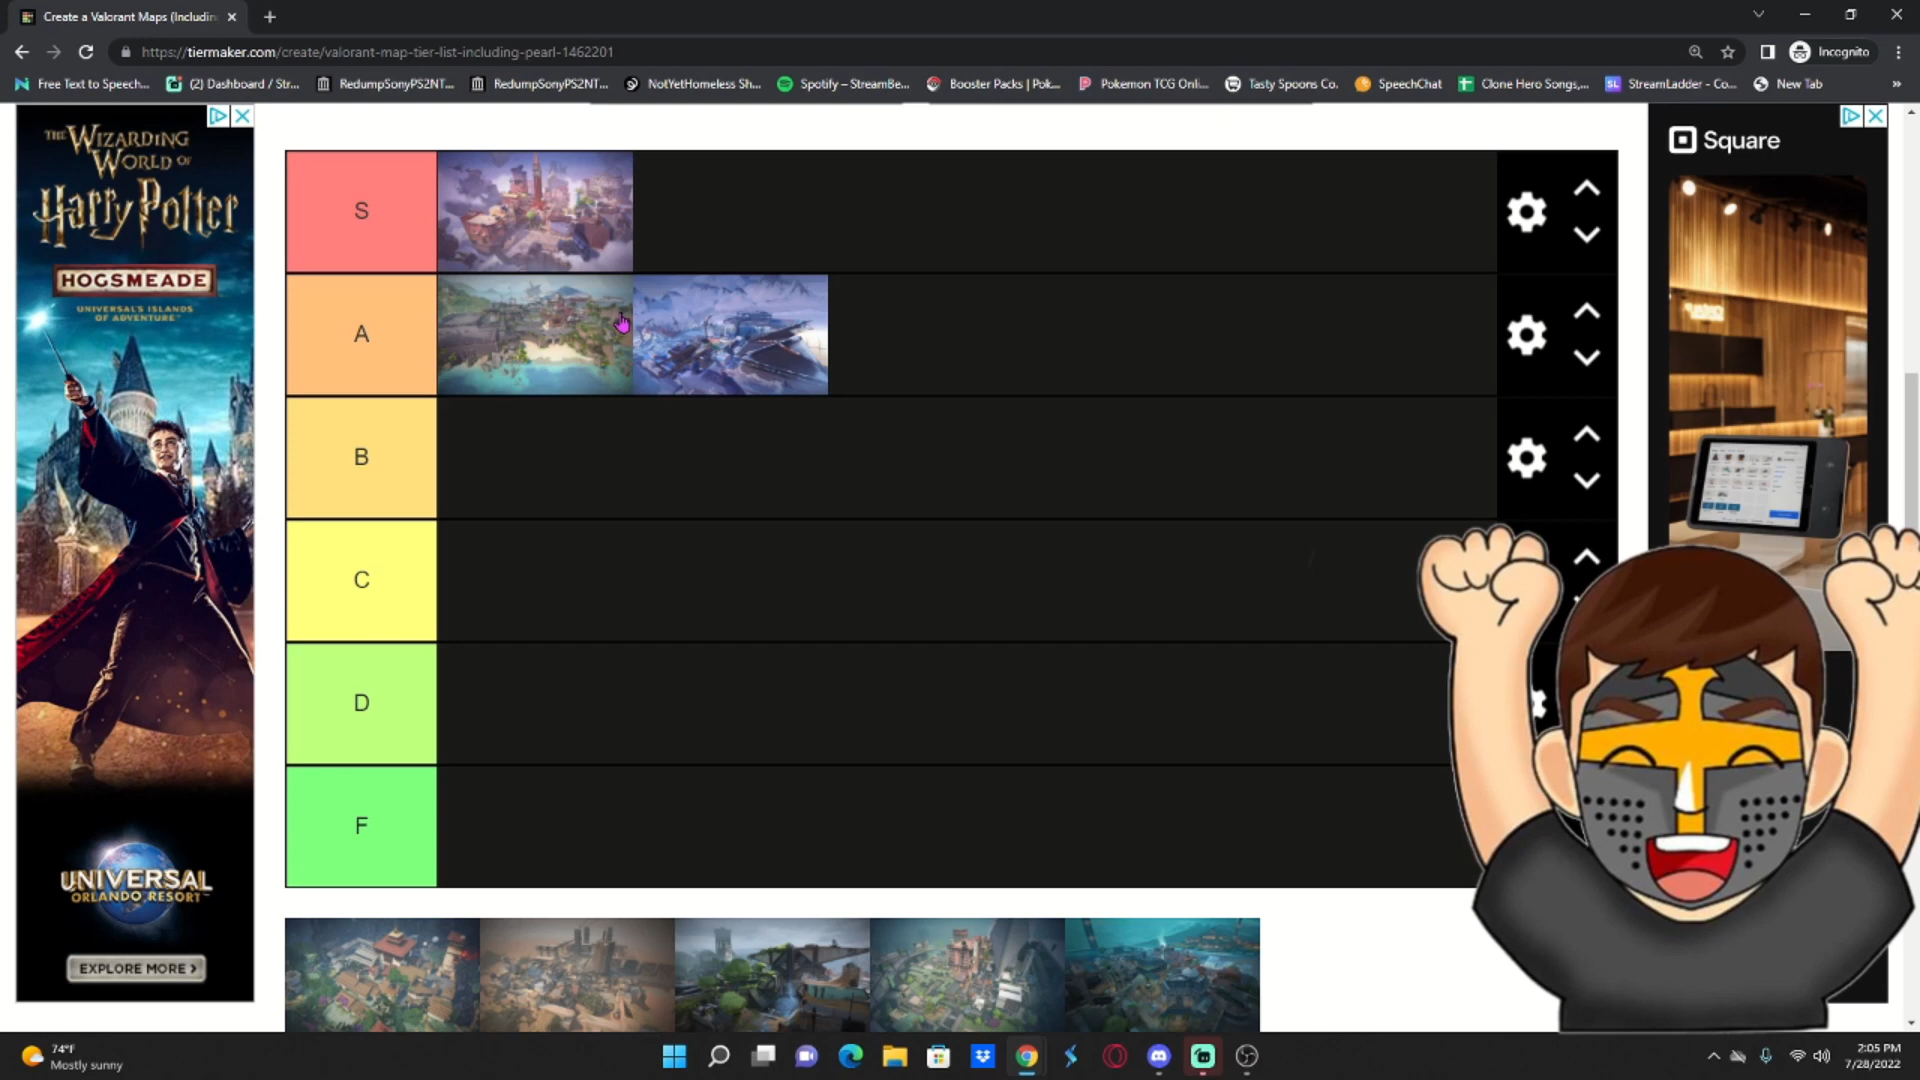 Create a Valorant Maps (Includin
https://tiermaker.com/create/valorant-map-tier-list-including-pearl-1462201
Incognito
Free Text to Speech...
(2) Dashboard / Str...
RedumpSonyPS2NT...
RedumpSonyPS2NT...
NotYetHomeless Sh...
Spotify – StreamBe...
Booster Packs | Pok...
Pokemon TCG Onli...
Tasty Spoons Co.
SpeechChat
Clone Hero Songs,...
StreamLadder - Co...
New Tab
THE WIZARDING
WORLD OF
Harry Potter
HOGSMEADE
UNIVERSAL'S ISLANDS
OF ADVENTURE™
UNIVERSAL
ORLANDO RESORT™
EXPLORE MORE >
S
A
B
C
D
F
Square
74°F
Mostly sunny
2:05 PM
7/28/2022